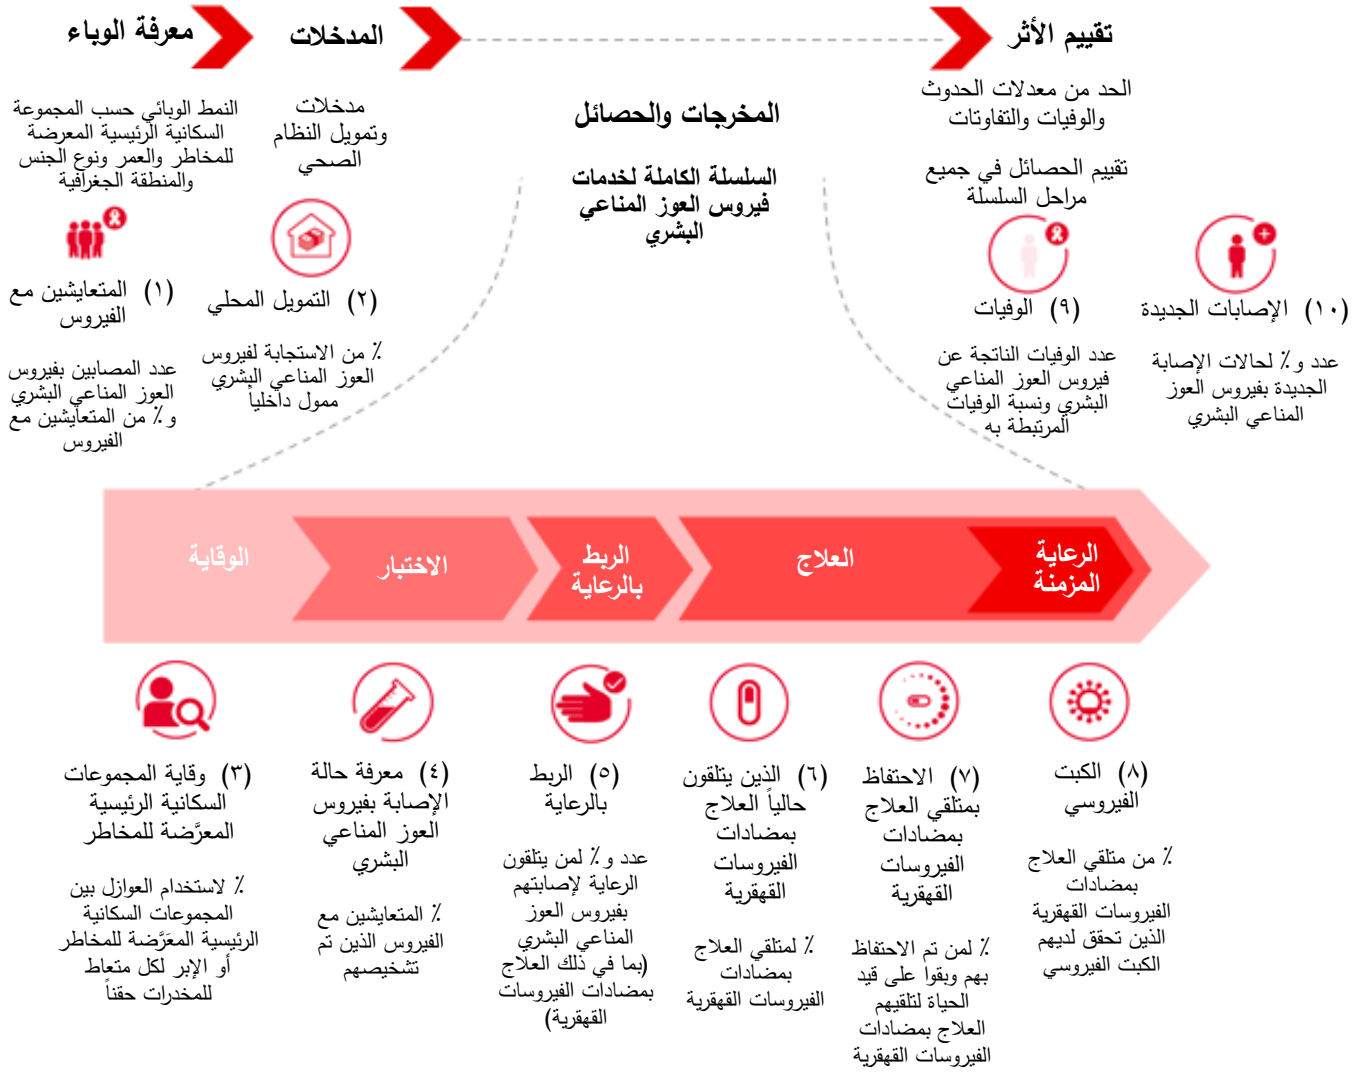 معرفة الوباء
النمط الوبائي حسب المجموعة
السكانية الرئيسية المعرضة
للمخاطر والعمر ونوع الجنس
والمنطقة الجغرافية
(١) المتعايشين مع
الفيروس
عدد المصابين بفيروس
العوز المناعي البشري
و٪ من المتعايشين مع
الفيروس
المدخلات
مدخلات
وتمويل النظام
الصحي
(٢) التمويل المحلي
٪ من الاستجابة لفيروس
العوز المناعي البشري
ممول داخلياً
المخرجات والحصائل
السلسلة الكاملة لخدمات
فيروس العوز المناعي
البشري
تقييم الأثر
الحد من معدلات الحدوث
والوفيات والتفاوتات
تقييم الحصائل في جميع
مراحل السلسلة
(٩) الوفيات
عدد الوفيات الناتجة عن
فيروس العوز المناعي
البشري ونسبة الوفيات
المرتبطة به
(١٠) الإصابات الجديدة
عدد و٪ لحالات الإصابة
الجديدة بفيروس العوز
المناعي البشري
الوقاية
الاختبار
الربط
بالرعاية
العلاج
الرعاية
المزمنة
(٣) وقاية المجموعات
السكانية الرئيسية
المعرَّضة للمخاطر
٪ لاستخدام العوازل بين
المجموعات السكانية
الرئيسية المعَرَّضة للمخاطر
أو الإبر لكل متعاط
للمخدرات حقناً
(٤) معرفة حالة
الإصابة بفيروس
العوز المناعي
البشري
٪ المتعايشين مع
الفيروس الذين تم
تشخيصهم
(٥) الربط
بالرعاية
عدد و٪ لمن يتلقون
الرعاية لإصابتهم
بفيروس العوز
المناعي البشري
(بما في ذلك العلاج
بمضادات الفيروسات
القهقرية)
(٦) الذين يتلقون
حالياً العلاج
بمضادات
الفيروسات
القهقرية
٪ لمتلقي العلاج
بمضادات
الفيروسات القهقرية
(٧) الاحتفاظ
بمتلقي العلاج
بمضادات
الفيروسات
القهقرية
٪ لمن تم الاحتفاظ
بهم وبقوا على قيد
الحياة لتلقيهم
العلاج بمضادات
الفيروسات القهقرية
(٨) الكبت
الفيروسي
٪ من متلقي العلاج
بمضادات
الفيروسات القهقرية
الذين تحقق لديهم
الكبت الفيروسي